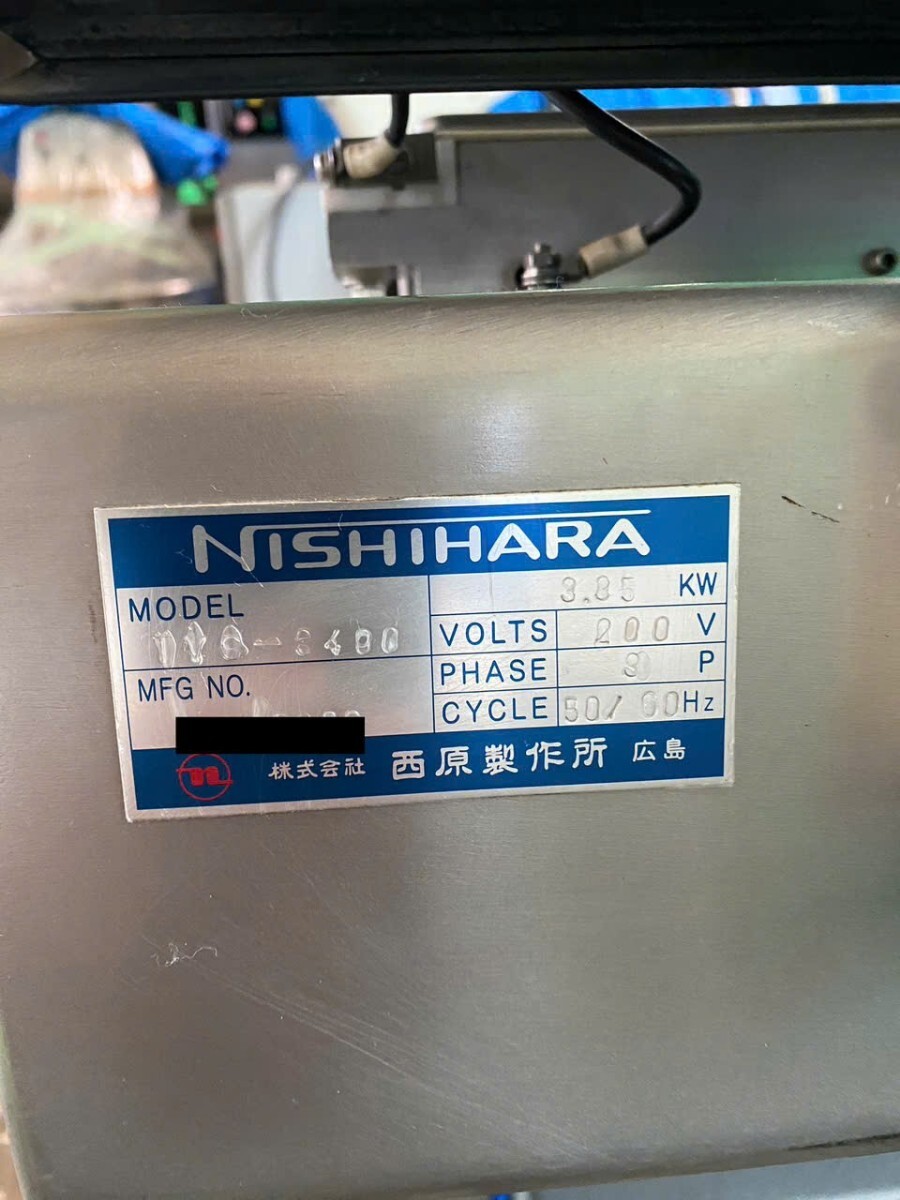 NISHIHARA
MODEL
3.85 KW
VOLTS 200 V
MFG NO.
PHASE 3 P
CYCLE 50/60Hz
株式会社 西原製作所 広島